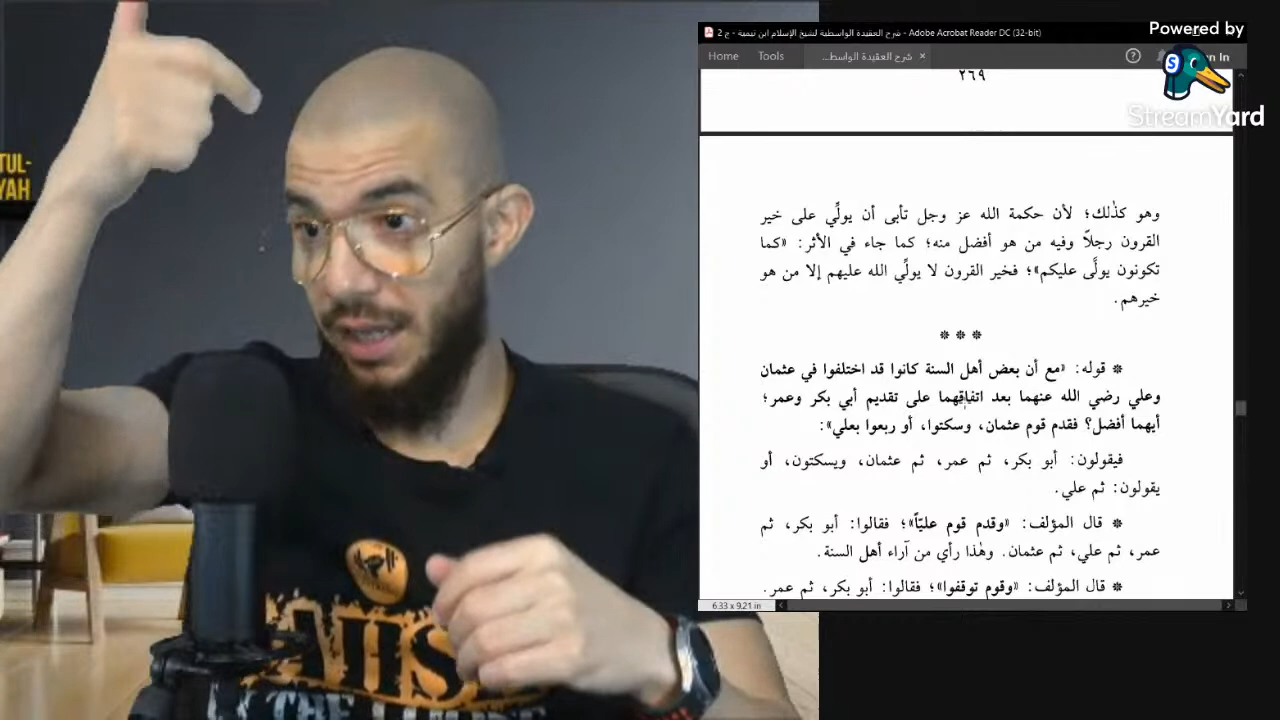 TUL-
YAH
شرح العقيدة الواسطية لشيخ الإسلام ابن تيمية - ج 2 - Adobe Acrobat Reader DC (32-bit)
Powered by
Home Tools شرح العقيدة الواسط... × ? n In
StreamYard
٢٦٩
وهو كذلك؛ لأن حكمة الله عز وجل تأبى أن يولِّي على خير
القرون رجلاً وفيه من هو أفضل منه؛ كما جاء في الأثر: «كما
تكونون يولَّى عليكم»؛ فخير القرون لا يولِّي الله عليهم إلا من هو
خيرهم.
* * *
* قوله: «مع أن بعض أهل السنة كانوا قد اختلفوا في عثمان
وعلي رضي الله عنهما بعد اتفاقهما على تقديم أبي بكر وعمر؛
أيهما أفضل؟ فقدم قوم عثمان، وسكتوا، أو ربعوا بعلي»:
فيقولون: أبو بكر، ثم عمر، ثم عثمان، ويسكتون، أو
يقولون: ثم علي.
* قال المؤلف: «وقدم قوم عليّاً»؛ فقالوا: أبو بكر، ثم
عمر، ثم علي، ثم عثمان. وهٰذا رأي من آراء أهل السنة.
* قال المؤلف: «وقوم توقفوا»؛ فقالوا: أبو بكر، ثم عمر.
6.33 x 9.21 in